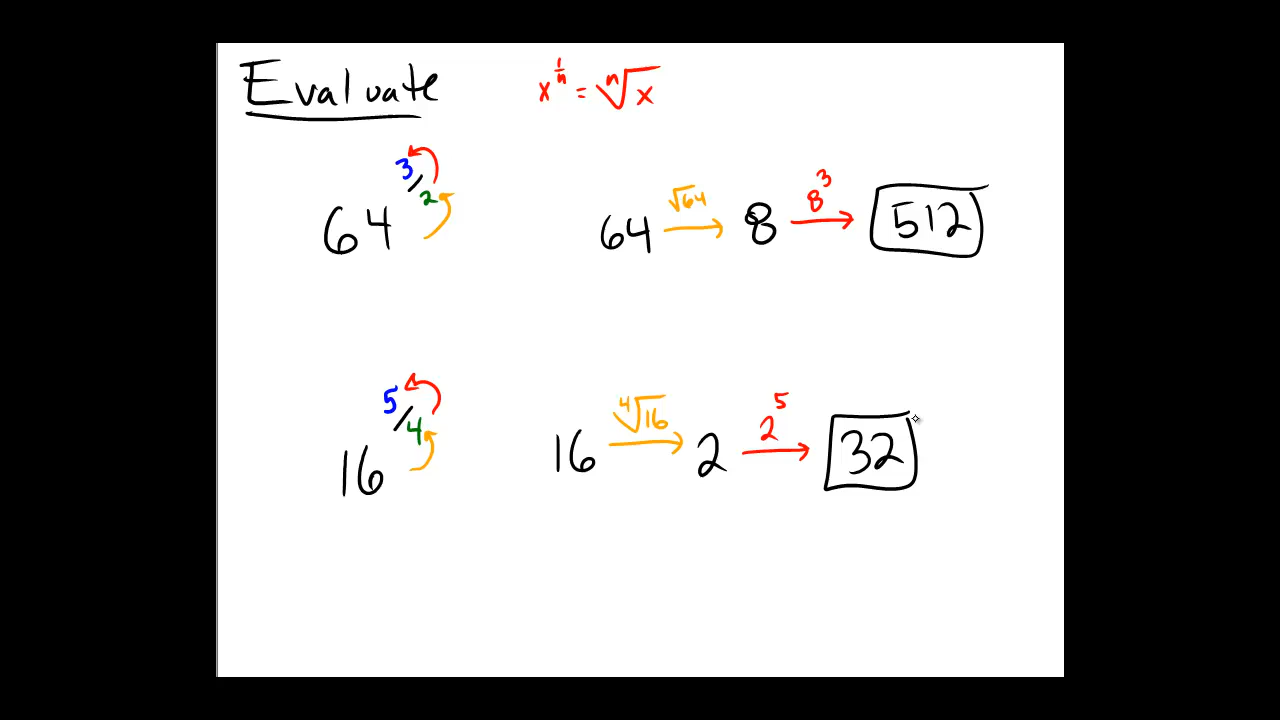 Evaluate x^{1/n} = ⁿ√x
64^{3/2} 64 √64 → 8 8³ → 512
16^{5/4} 16 ⁴√16 → 2 2⁵ → 32